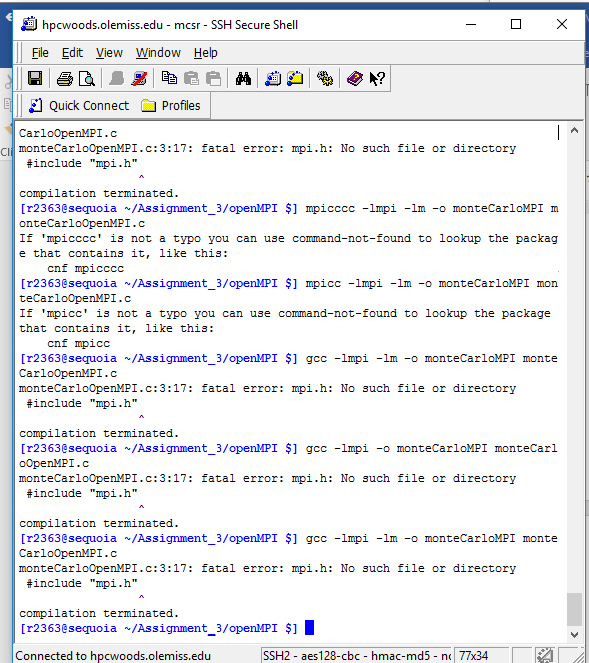 hpcwoods.olemiss.edu - mcsr - SSH Secure Shell
File Edit View Window Help
Quick Connect Profiles
CarloOpenMPI.c
monteCarloOpenMPI.c:3:17: fatal error: mpi.h: No such file or directory
#include "mpi.h"
^
compilation terminated.
[r2363@sequoia ~/Assignment_3/openMPI $] mpicccc -lmpi -lm -o monteCarloMPI m
onteCarloOpenMPI.c
If 'mpicccc' is not a typo you can use command-not-found to lookup the packag
e that contains it, like this:
cnf mpicccc
[r2363@sequoia ~/Assignment_3/openMPI $] mpicc -lmpi -lm -o monteCarloMPI mon
teCarloOpenMPI.c
If 'mpicc' is not a typo you can use command-not-found to lookup the package
that contains it, like this:
cnf mpicc
[r2363@sequoia ~/Assignment_3/openMPI $] gcc -lmpi -lm -o monteCarloMPI monte
CarloOpenMPI.c
monteCarloOpenMPI.c:3:17: fatal error: mpi.h: No such file or directory
#include "mpi.h"
^
compilation terminated.
[r2363@sequoia ~/Assignment_3/openMPI $] gcc -lmpi -o monteCarloMPI monteCarl
oOpenMPI.c
monteCarloOpenMPI.c:3:17: fatal error: mpi.h: No such file or directory
#include "mpi.h"
^
compilation terminated.
[r2363@sequoia ~/Assignment_3/openMPI $] gcc -lmpi -lm -o monteCarloMPI monte
CarloOpenMPI.c
monteCarloOpenMPI.c:3:17: fatal error: mpi.h: No such file or directory
#include "mpi.h"
^
compilation terminated.
[r2363@sequoia ~/Assignment_3/openMPI $]
Connected to hpcwoods.olemiss.edu SSH2 - aes128-cbc - hmac-md5 - nc 77x34